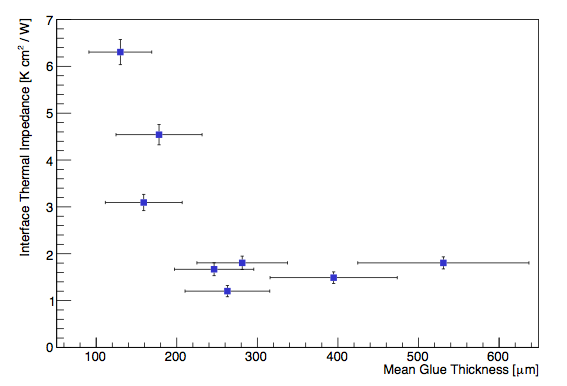 Interface Thermal Impedance [K cm² / W]
7
6
5
4
3
2
1
0
100 200 300 400 500 600
Mean Glue Thickness [μm]